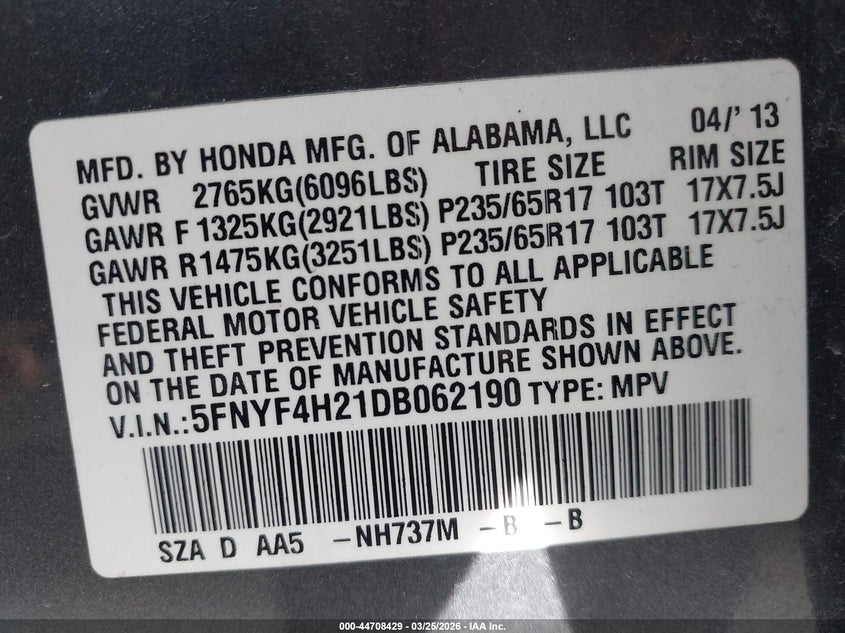 MFD. BY HONDA MFG. OF ALABAMA, LLC 04/' 13
GVWR 2765KG(6096LBS) TIRE SIZE RIM SIZE
GAWR F 1325KG(2921LBS) P235/65R17 103T 17X7.5J
GAWR R1475KG(3251LBS) P235/65R17 103T 17X7.5J
THIS VEHICLE CONFORMS TO ALL APPLICABLE
FEDERAL MOTOR VEHICLE SAFETY
AND THEFT PREVENTION STANDARDS IN EFFECT
ON THE DATE OF MANUFACTURE SHOWN ABOVE.
V.I.N.:5FNYF4H21DB062190 TYPE: MPV
SZA D AA5 -NH737M -B -B
000-44708429 - 03/25/2026 - IAA Inc.